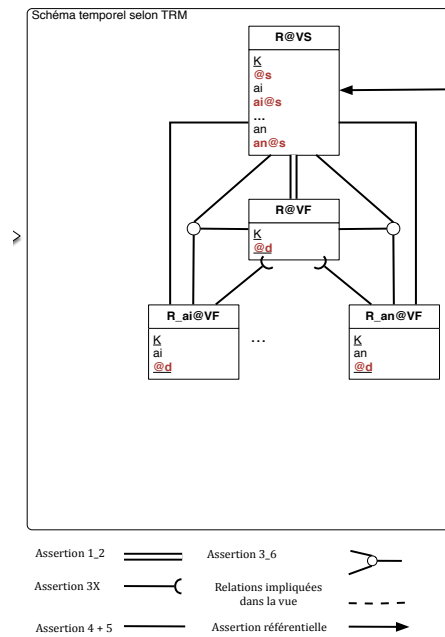 Schéma temporel selon TRM
R@VS
K
@s
ai
ai@s
...
an
an@s
R@VF
K
@d
R_ai@VF
K
ai
@d
...
R_an@VF
K
an
@d
Assertion 1_2
Assertion 3_6
Assertion 3X
Relations impliquées
dans la vue
Assertion 4 + 5
Assertion référentielle